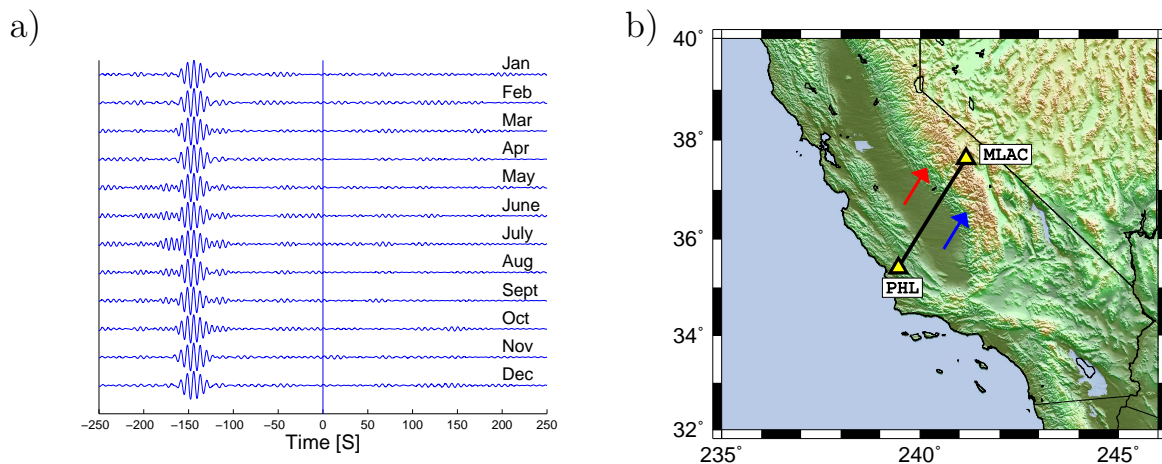 a)
Jan
Feb
Mar
Apr
May
June
July
Aug
Sept
Oct
Nov
Dec
−250 −200 −150 −100 −50 0 50 100 150 200 250
Time [S]
b)
40˚
38˚
36˚
34˚
32˚
235˚ 240˚ 245˚
MLAC
PHL